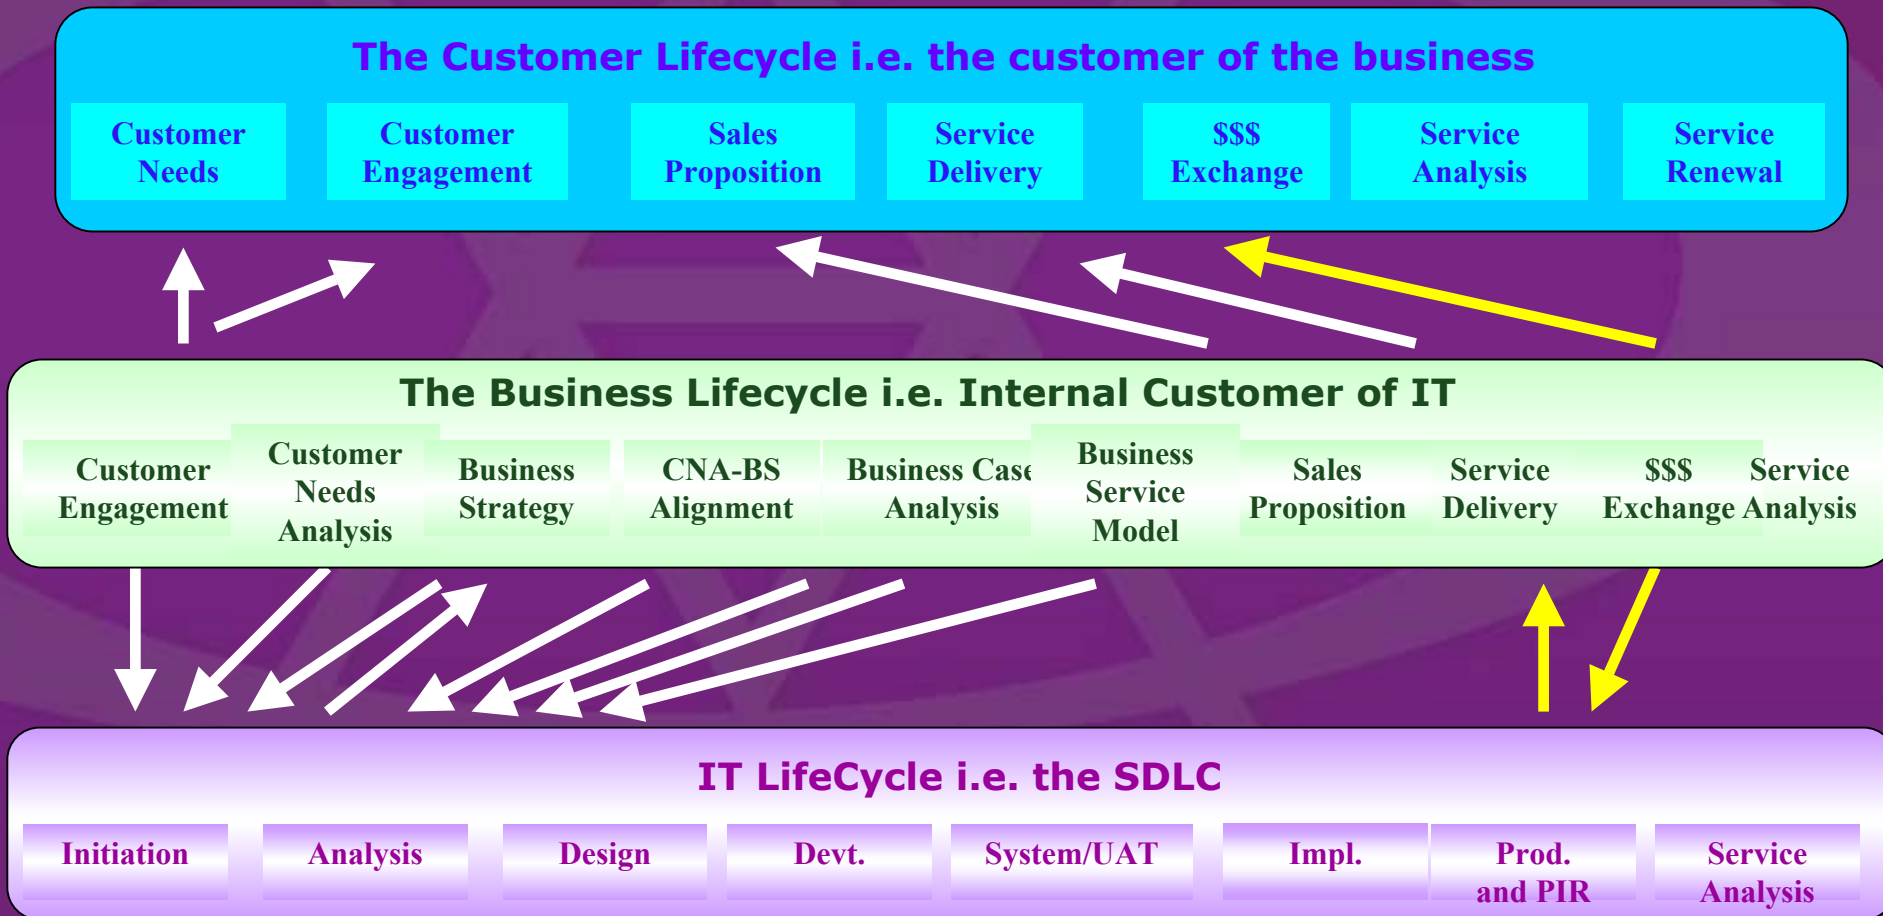 The Customer Lifecycle i.e. the customer of the business
Customer
Needs
Customer
Engagement
Sales
Proposition
Service
Delivery
$$$
Exchange
Service
Analysis
Service
Renewal
The Business Lifecycle i.e. Internal Customer of IT
Customer
Engagement
Customer
Needs
Analysis
Business
Strategy
CNA-BS
Alignment
Business Case
Analysis
Business
Service
Model
Sales
Proposition
Service
Delivery
$$$
Exchange
Service
Analysis
IT LifeCycle i.e. the SDLC
Initiation
Analysis
Design
Devt.
System/UAT
Impl.
Prod.
and PIR
Service
Analysis